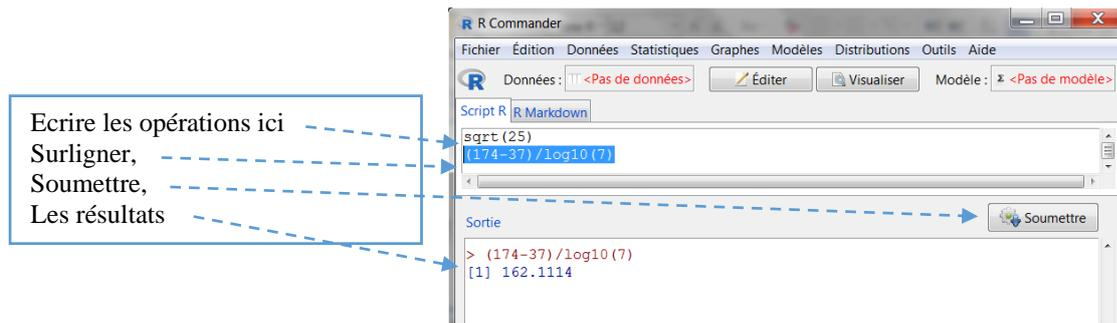 R Commander
Fichier Édition Données Statistiques Graphes Modèles Distributions Outils Aide
R Données : <Pas de données> Éditer Visualiser Modèle : Σ <Pas de modèle>
Script R R Markdown
Ecrire les opérations ici
Surligner,
Soumettre,
Les résultats
sqrt(25)
(174-37)/log10(7)
Soumettre
Sortie
> (174-37)/log10(7)
[1] 162.1114